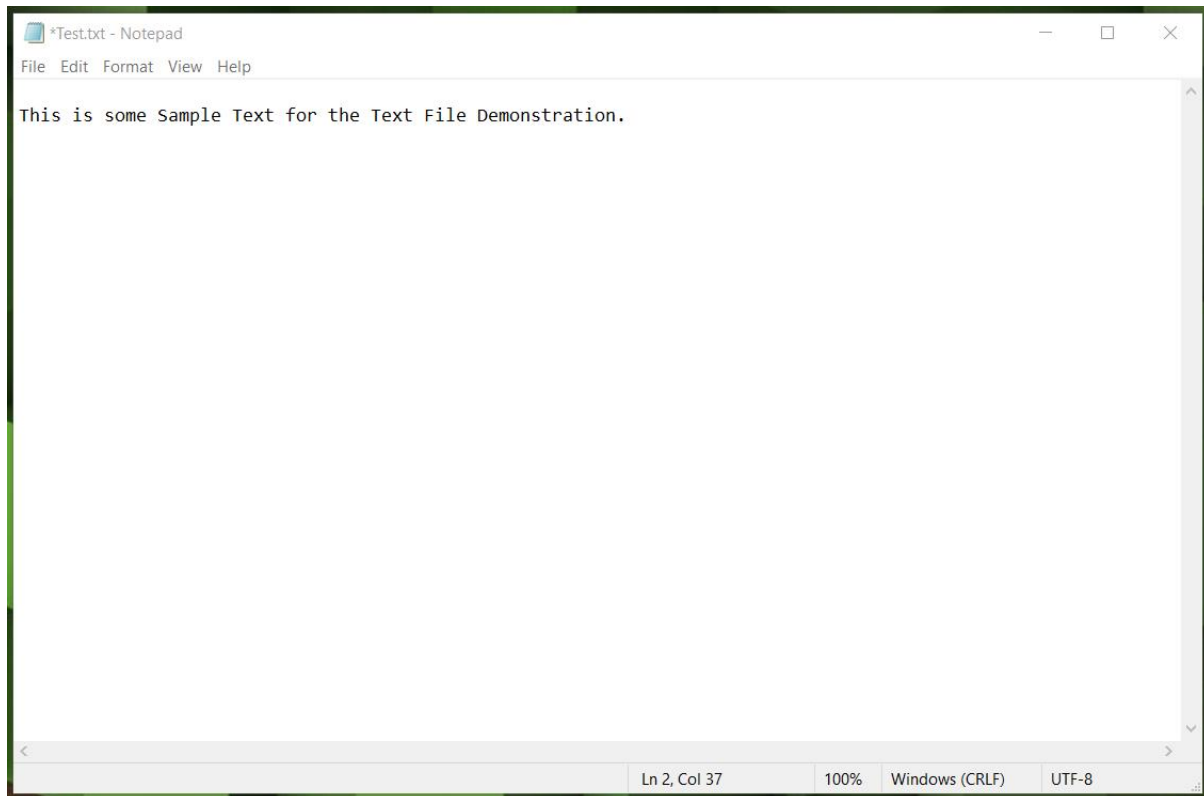 *Test.txt - Notepad
File Edit Format View Help
This is some Sample Text for the Text File Demonstration.
Ln 2, Col 37 100% Windows (CRLF) UTF-8